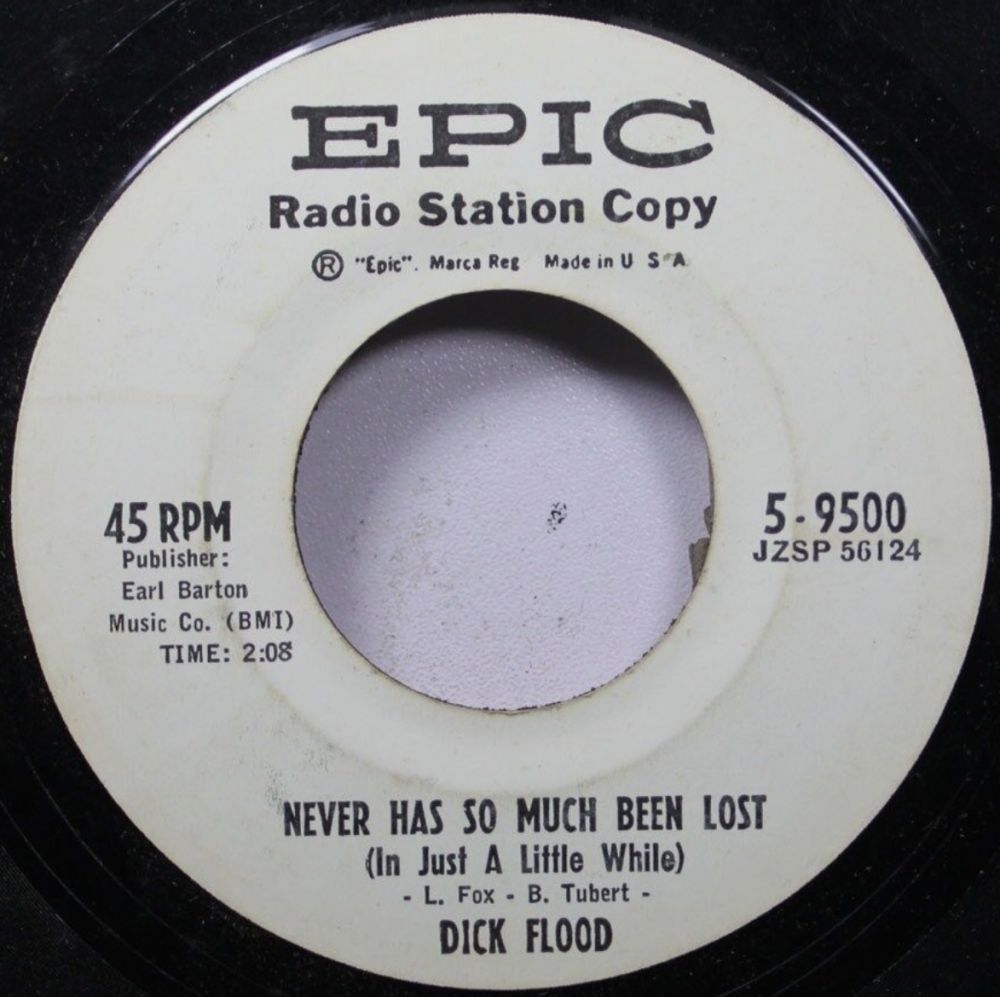 EPIC
Radio Station Copy
® "Epic". Marca Reg Made in U S A
45 RPM
Publisher:
Earl Barton
Music Co. (BMI)
TIME: 2:08
5-9500
JZSP 56124
NEVER HAS SO MUCH BEEN LOST
(In Just A Little While)
- L. Fox - B. Tubert -
DICK FLOOD